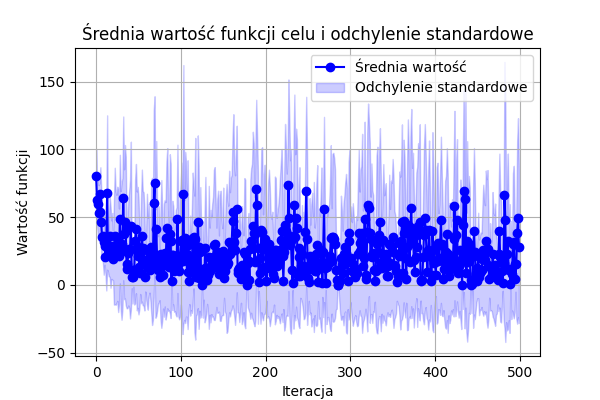 Średnia wartość funkcji celu i odchylenie standardowe
Średnia wartość
Odchylenie standardowe
Wartość funkcji
150
100
50
0
−50
0 100 200 300 400 500
Iteracja